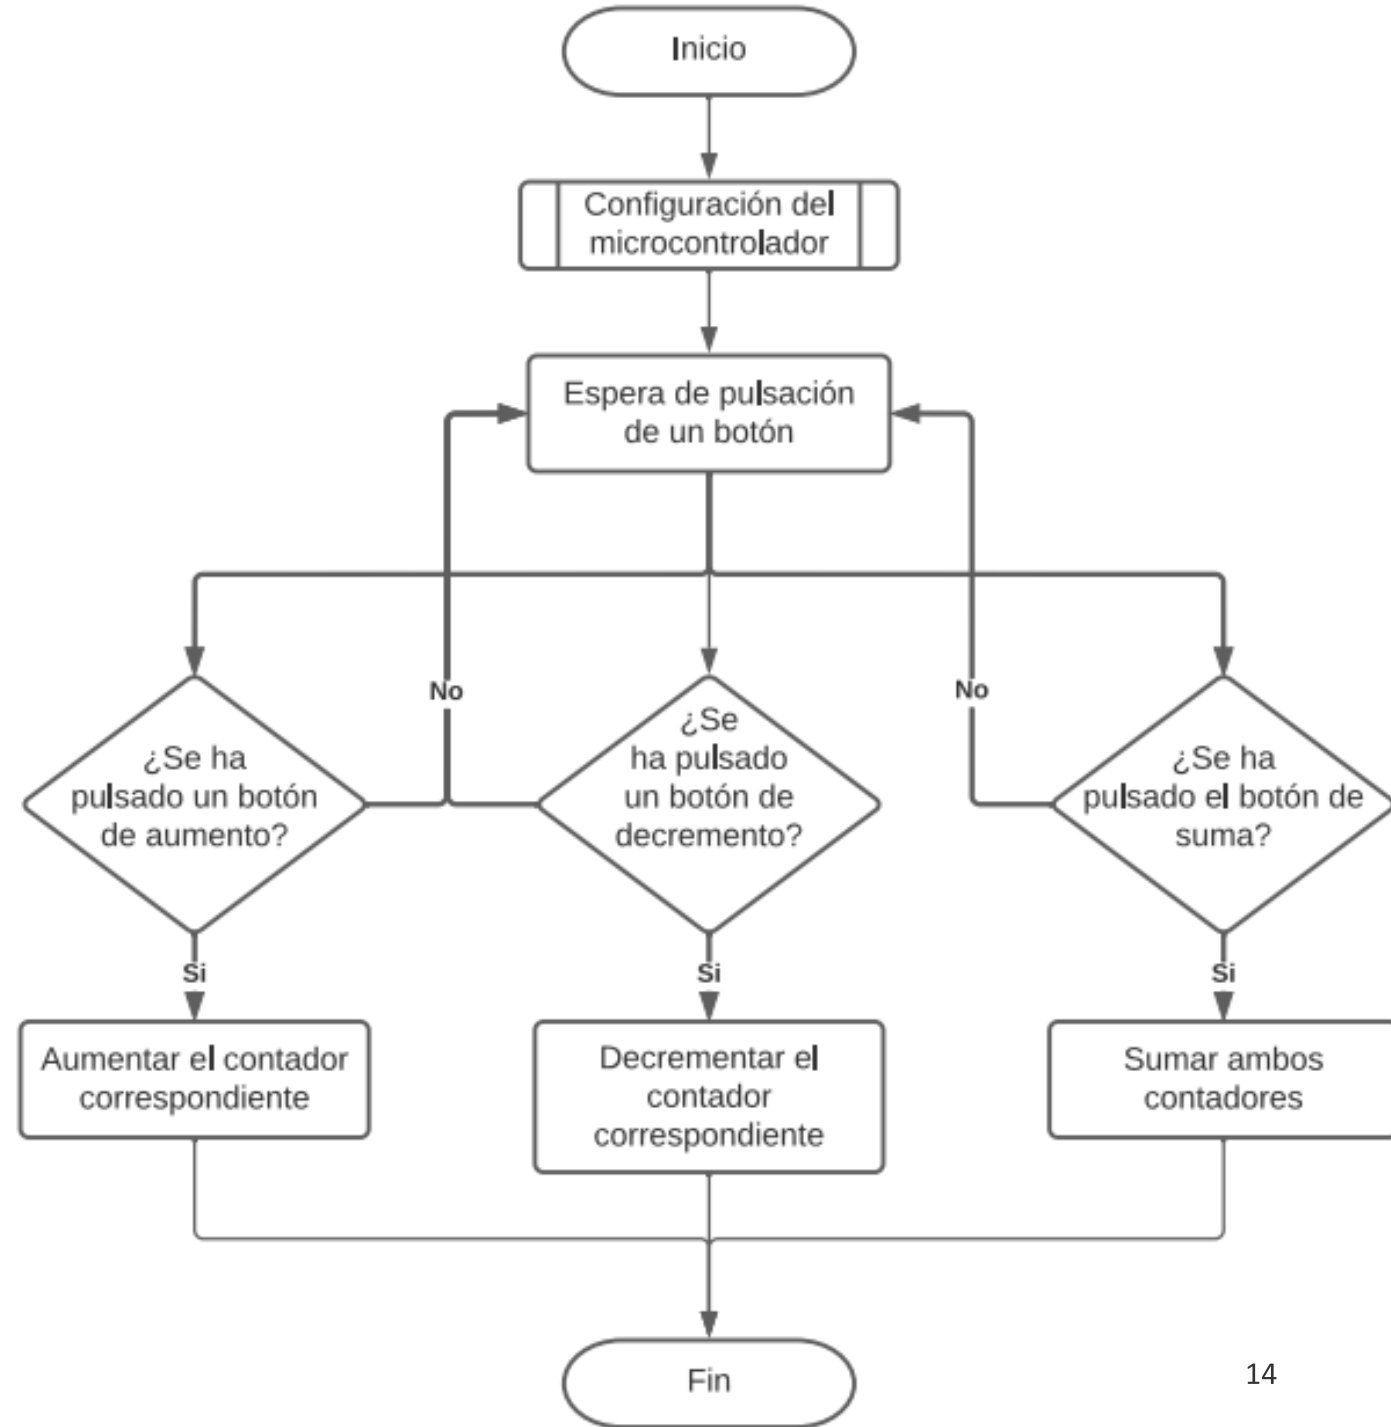 Inicio
Configuración del
microcontrolador
Espera de pulsación
de un botón
No
No
¿Se ha
pulsado un botón
de aumento?
¿Se
ha pulsado
un botón de
decremento?
¿Se ha
pulsado el botón de
suma?
Si
Si
Si
Aumentar el contador
correspondiente
Decrementar el
contador
correspondiente
Sumar ambos
contadores
Fin
14